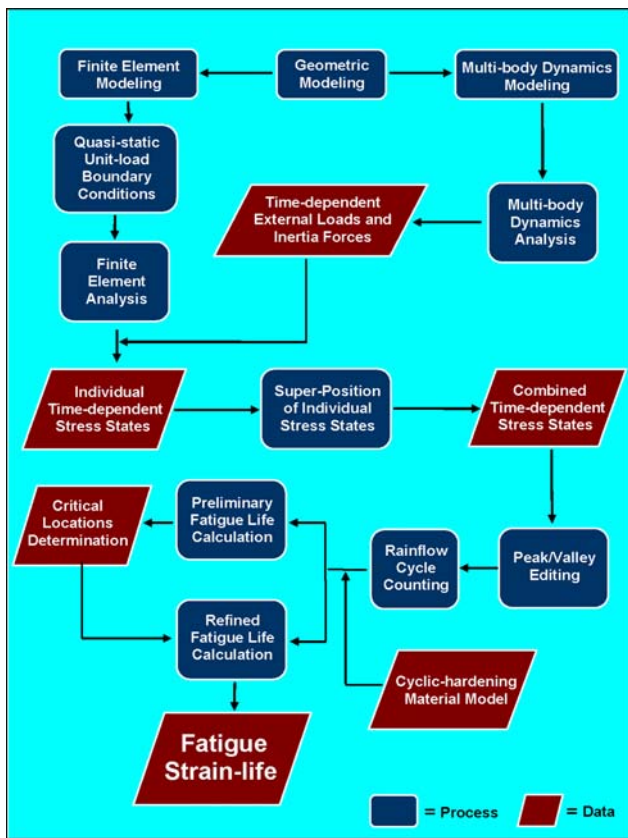 Finite Element
Modeling
Geometric
Modeling
Multi-body Dynamics
Modeling
Quasi-static
Unit-load
Boundary
Conditions
Time-dependent
External Loads and
Inertia Forces
Multi-body
Dynamics
Analysis
Finite
Element
Analysis
Individual
Time-dependent
Stress States
Super-Position
of Individual
Stress States
Combined
Time-dependent
Stress States
Critical
Locations
Determination
Preliminary
Fatigue Life
Calculation
Rainflow
Cycle
Counting
Peak/Valley
Editing
Refined
Fatigue Life
Calculation
Cyclic-hardening
Material Model
Fatigue
Strain-life
= Process
= Data